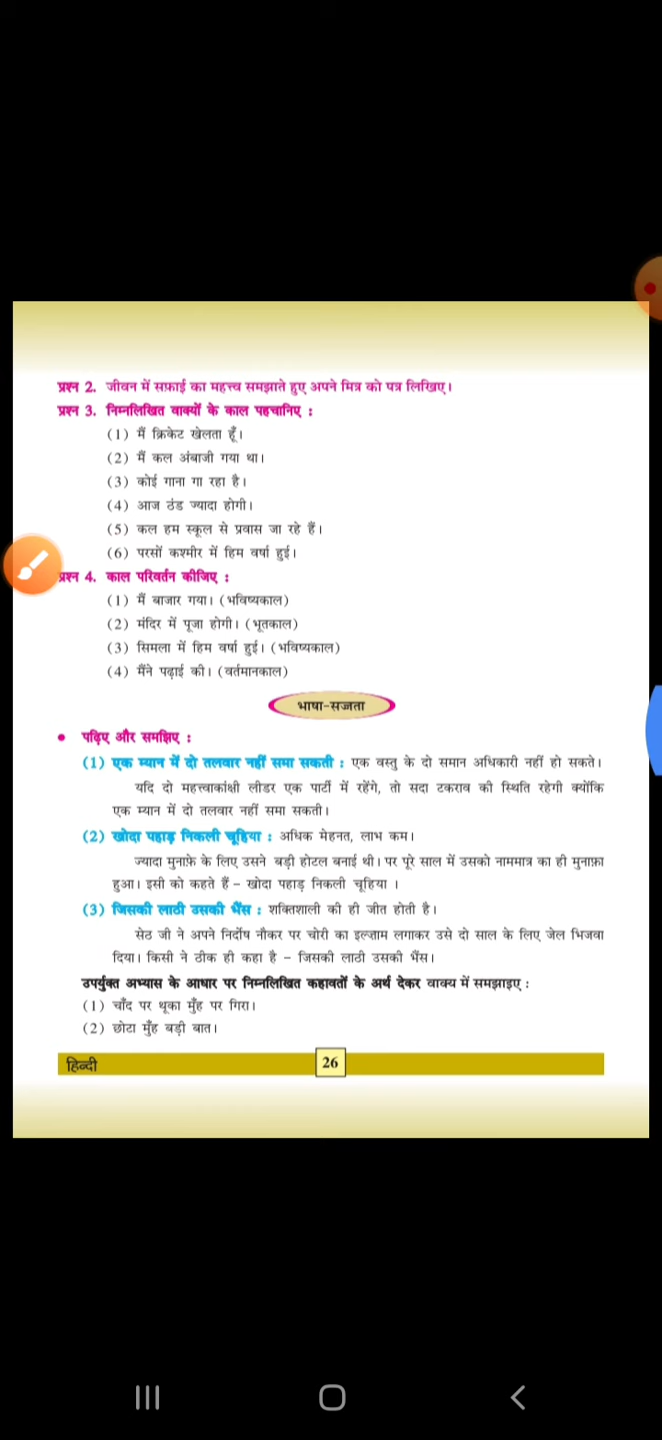 प्रश्न 2. जीवन में सफ़ाई का महत्त्व समझाते हुए अपने मित्र को पत्र लिखिए।
प्रश्न 3. निम्नलिखित वाक्यों के काल पहचानिए :
(1) मैं क्रिकेट खेलता हूँ।
(2) मैं कल अंबाजी गया था।
(3) कोई गाना गा रहा है।
(4) आज ठंड ज्यादा होगी।
(5) कल हम स्कूल से प्रवास जा रहे हैं।
(6) परसों कश्मीर में हिम वर्षा हुई।
प्रश्न 4. काल परिवर्तन कीजिए :
(1) मैं बाजार गया। (भविष्यकाल)
(2) मंदिर में पूजा होगी। (भूतकाल)
(3) सिमला में हिम वर्षा हुई। (भविष्यकाल)
(4) मैंने पढ़ाई की। (वर्तमानकाल)
भाषा-सज्जता
• पढ़िए और समझिए :
(1) एक म्यान में दो तलवार नहीं समा सकती : एक वस्तु के दो समान अधिकारी नहीं हो सकते।
यदि दो महत्त्वाकांक्षी लीडर एक पार्टी में रहेंगे, तो सदा टकराव की स्थिति रहेगी क्योंकि
एक म्यान में दो तलवार नहीं समा सकती।
(2) खोदा पहाड़ निकली चूहिया : अधिक मेहनत, लाभ कम।
ज्यादा मुनाफ़े के लिए उसने बड़ी होटल बनाई थी। पर पूरे साल में उसको नाममात्र का ही मुनाफ़ा
हुआ। इसी को कहते हैं - खोदा पहाड़ निकली चूहिया ।
(3) जिसकी लाठी उसकी भैंस : शक्तिशाली की ही जीत होती है।
सेठ जी ने अपने निर्दोष नौकर पर चोरी का इल्ज़ाम लगाकर उसे दो साल के लिए जेल भिजवा
दिया। किसी ने ठीक ही कहा है - जिसकी लाठी उसकी भैंस।
उपर्युक्त अभ्यास के आधार पर निम्नलिखित कहावतों के अर्थ देकर वाक्य में समझाइए :
(1) चाँद पर थूका मुँह पर गिरा।
(2) छोटा मुँह बड़ी बात।
हिन्दी
26